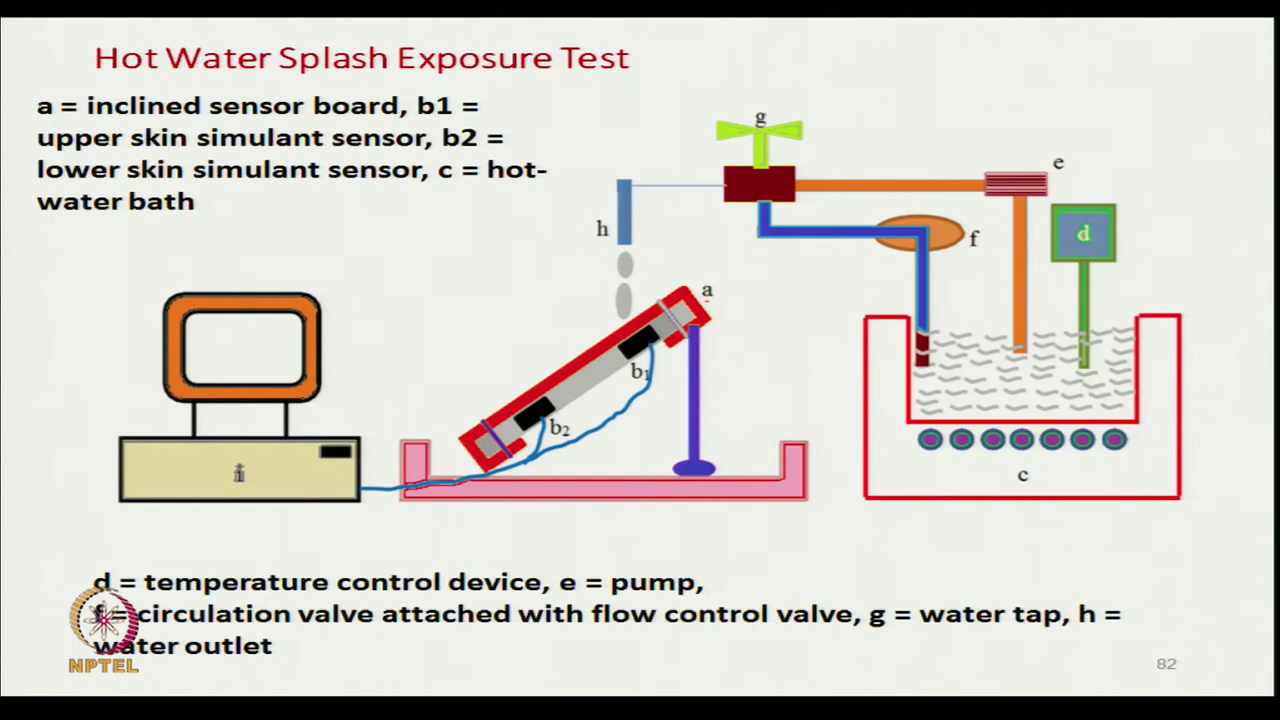 Hot Water Splash Exposure Test
a = inclined sensor board, b1 =
upper skin simulant sensor, b2 =
lower skin simulant sensor, c = hot-
water bath
g
e
h
f
d
a
b1
b2
c
d = temperature control device, e = pump,
f = circulation valve attached with flow control valve, g = water tap, h =
water outlet
NPTEL
82